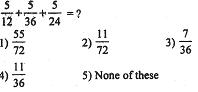 5/12 + 5/36 + 5/24 = ?
1) 55/72 2) 11/72 3) 7/36
4) 11/36 5) None of these